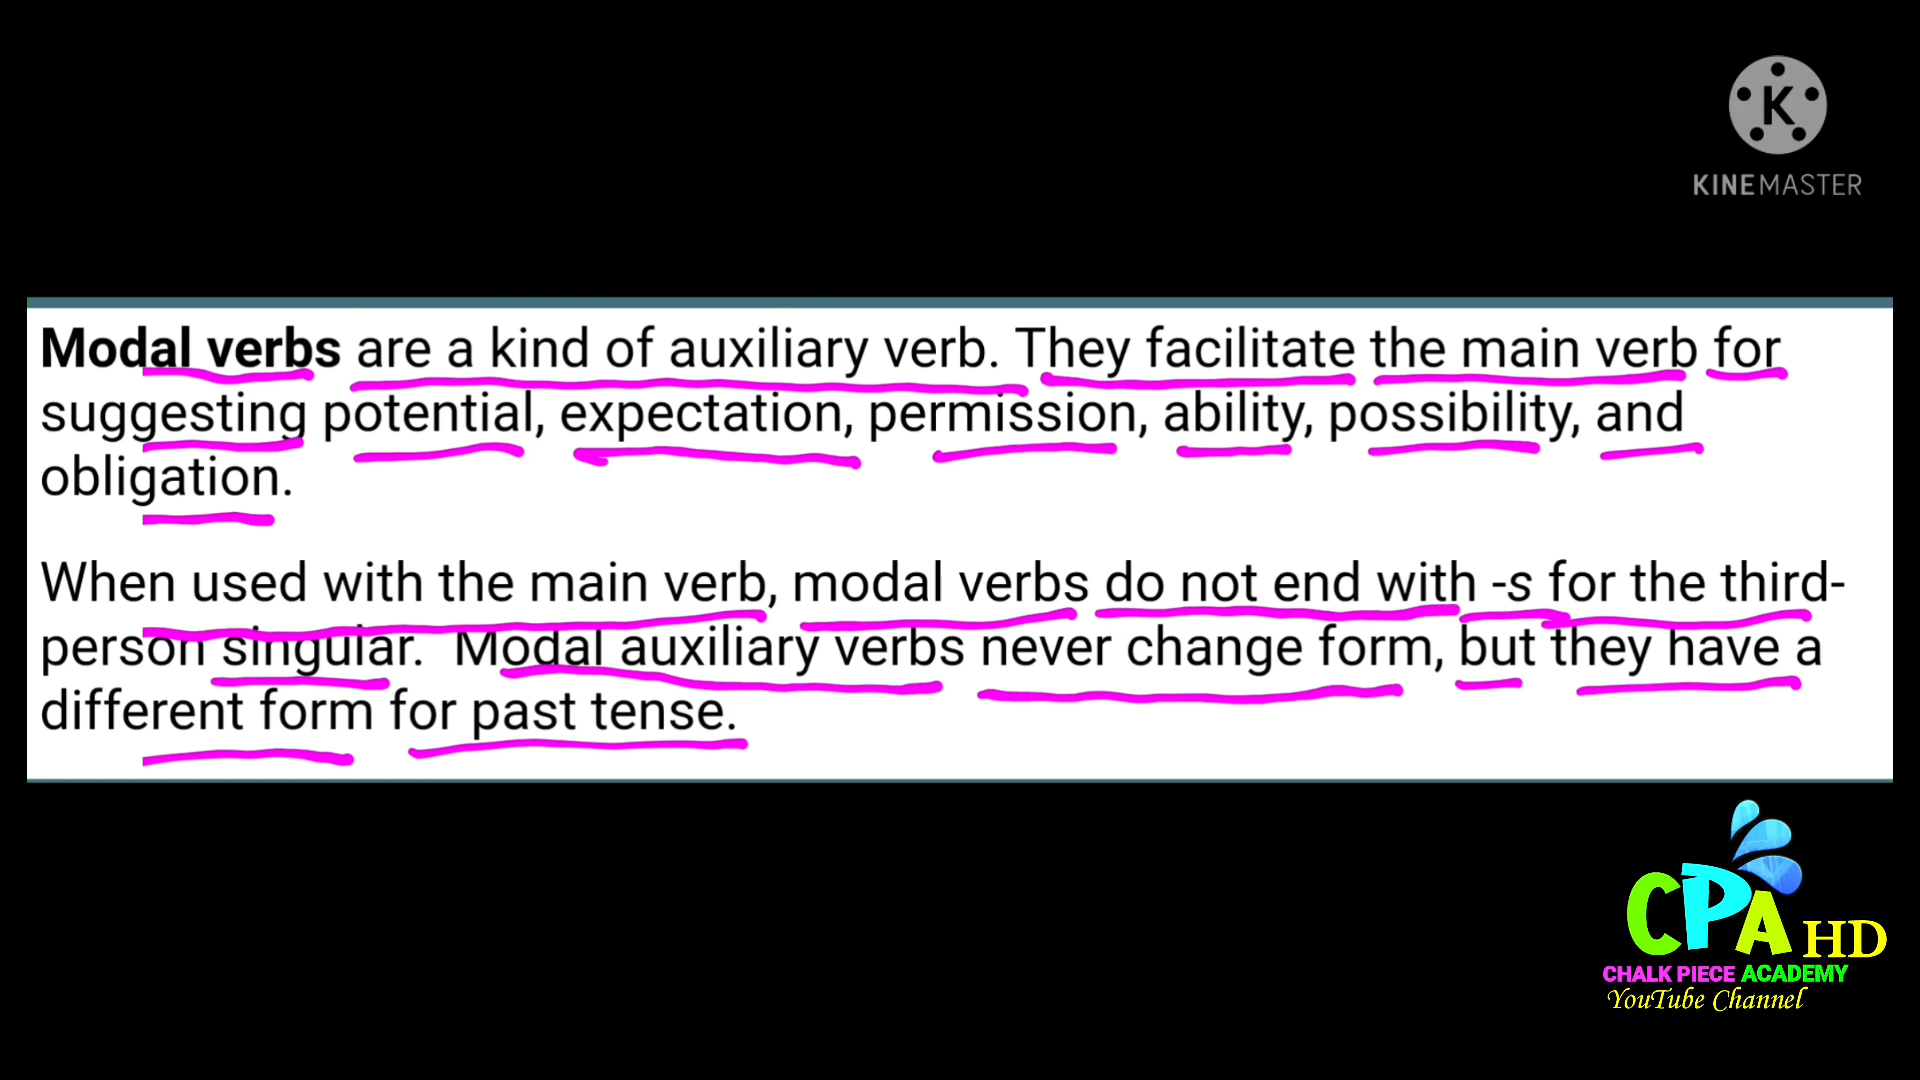 K
KINEMASTER
Modal verbs are a kind of auxiliary verb. They facilitate the main verb for
suggesting potential, expectation, permission, ability, possibility, and
obligation.
When used with the main verb, modal verbs do not end with -s for the third-
person singular. Modal auxiliary verbs never change form, but they have a
different form for past tense.
CPA HD
CHALK PIECE ACADEMY
YouTube Channel